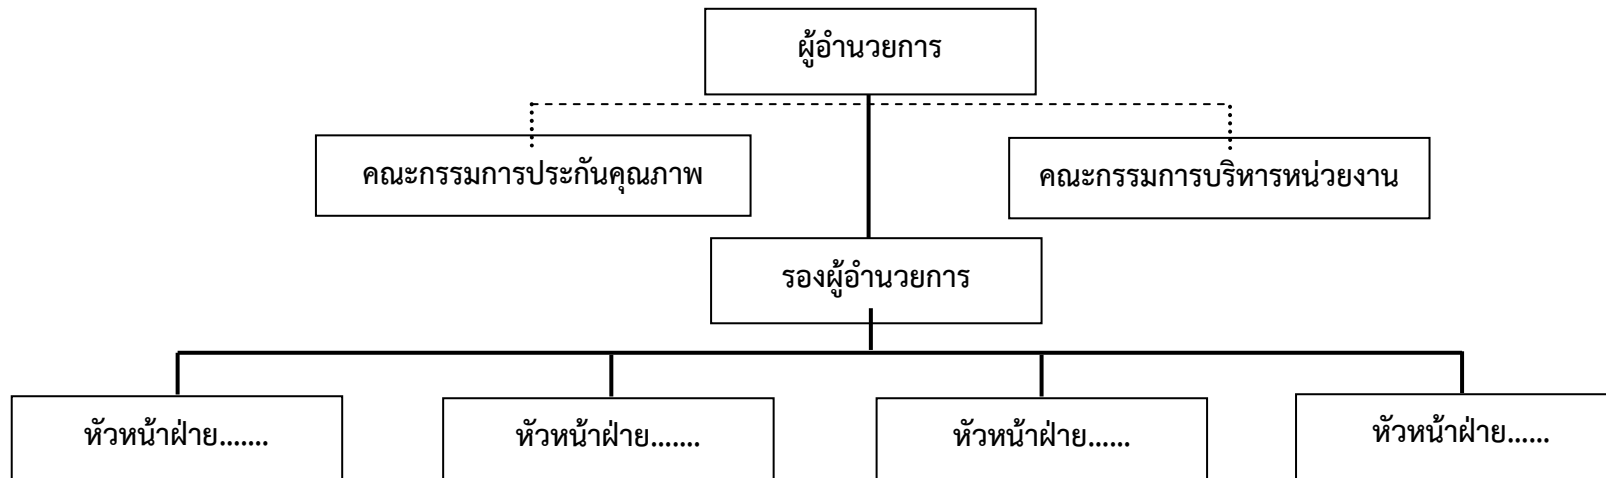 ผู้อำนวยการ
คณะกรรมการประกันคุณภาพ
คณะกรรมการบริหารหน่วยงาน
รองผู้อำนวยการ
หัวหน้าฝ่าย.......
หัวหน้าฝ่าย.......
หัวหน้าฝ่าย......
หัวหน้าฝ่าย......